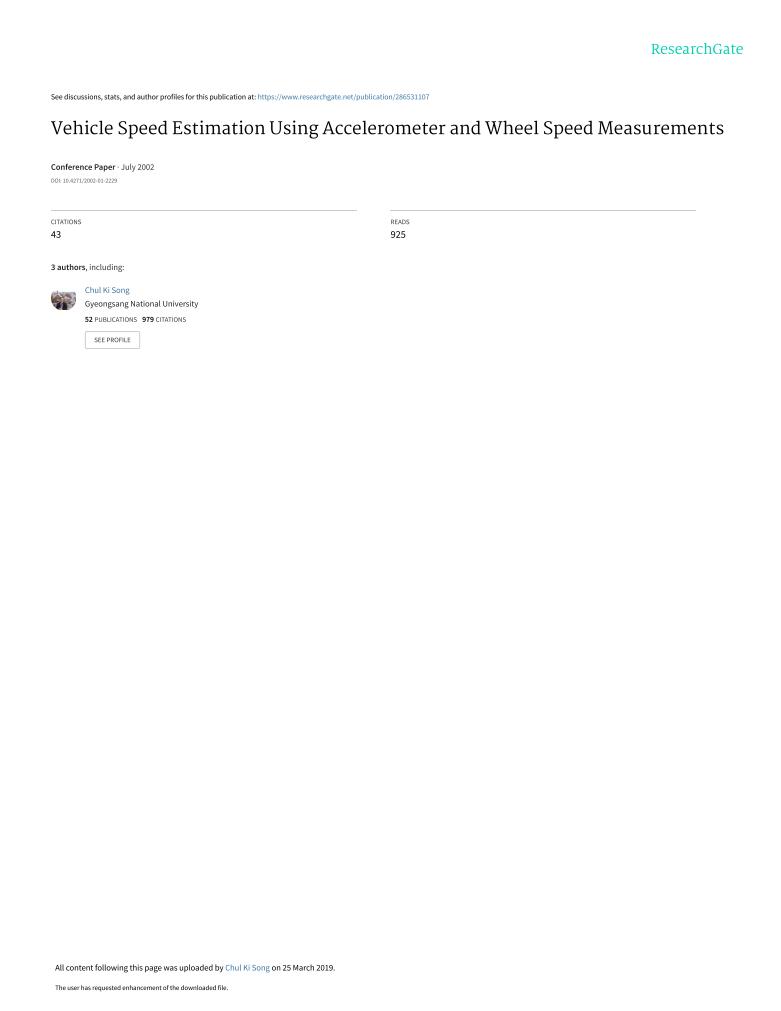 ResearchGate
See discussions, stats, and author profiles for this publication at: https://www.researchgate.net/publication/286531107
Vehicle Speed Estimation Using Accelerometer and Wheel Speed Measurements
Conference Paper · July 2002
DOI: 10.4271/2002-01-2229
CITATIONS
43
READS
925
3 authors, including:
Chul Ki Song
Gyeongsang National University
52 PUBLICATIONS 979 CITATIONS
SEE PROFILE
All content following this page was uploaded by Chul Ki Song on 25 March 2019.
The user has requested enhancement of the downloaded file.